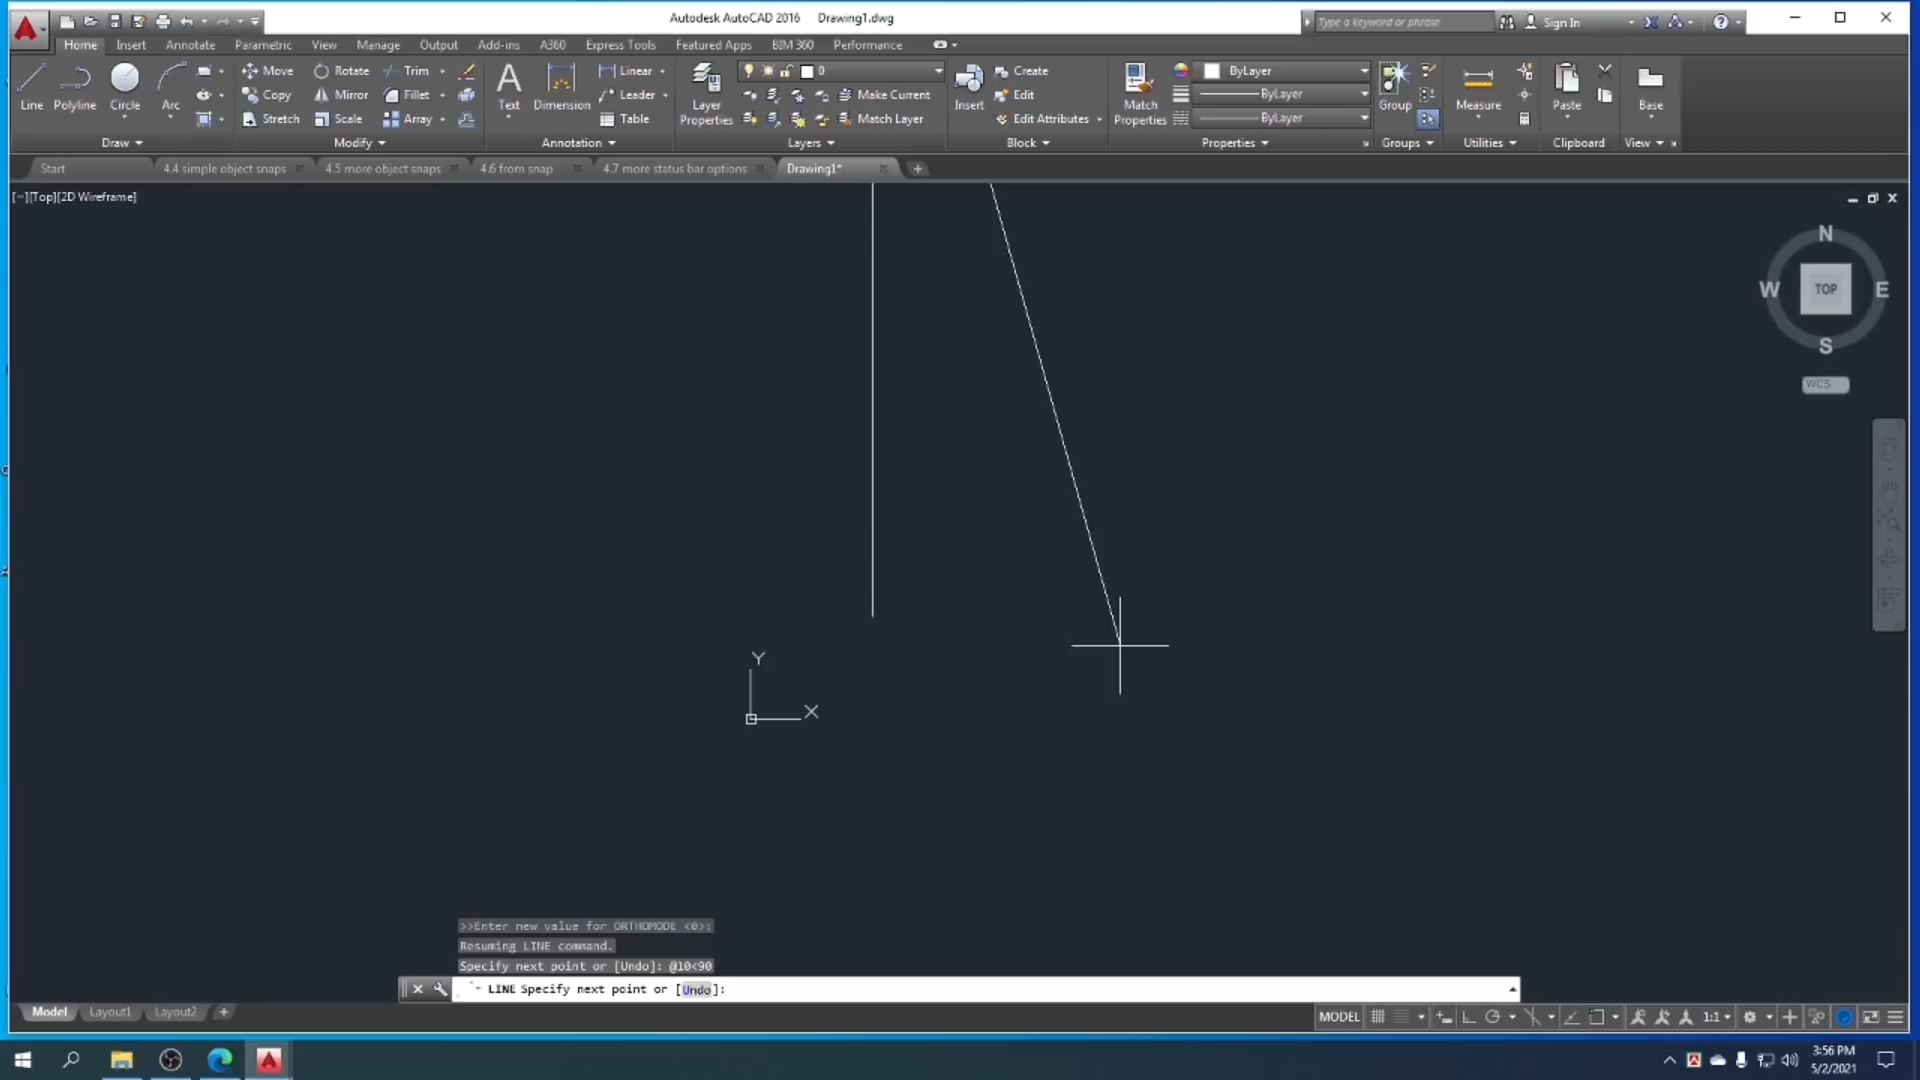 Autodesk AutoCAD 2016 Drawing1.dwg
Type a keyword or phrase Sign In
Home Insert Annotate Parametric View Manage Output Add-ins A360 Express Tools Featured Apps BIM 360 Performance
Line Polyline Circle Arc
Move Rotate Trim
Copy Mirror Fillet
Stretch Scale Array
Text Dimension Linear
Leader
Table
Layer Properties
0
Make Current
Match Layer
Insert Create
Edit
Edit Attributes
Match Properties
ByLayer
ByLayer
ByLayer
Group Measure Paste Base
Draw Modify Annotation Layers Block Properties Groups Utilities Clipboard View
Start 4.4 simple object snaps 4.5 more object snaps 4.6 from snap 4.7 more status bar options Drawing1*
[−][Top][2D Wireframe]
N
W TOP E
S
WCS
Y
X
>>Enter new value for ORTHOMODE <0>:
Resuming LINE command.
Specify next point or [Undo]: @10<90
LINE Specify next point or [Undo]:
Model Layout1 Layout2
MODEL 1:1
3:56 PM
5/2/2021